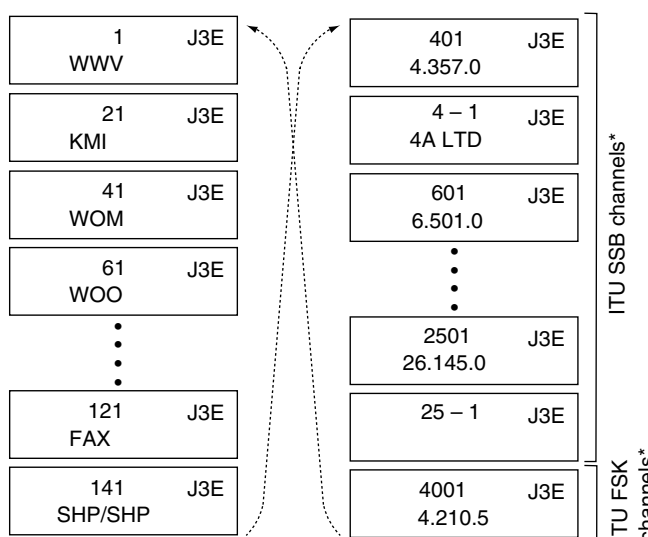 1 J3E
WWV
21 J3E
KMI
41 J3E
WOM
61 J3E
WOO
121 J3E
FAX
141 J3E
SHP/SHP
401 J3E
4.357.0
4 – 1 J3E
4A LTD
601 J3E
6.501.0
2501 J3E
26.145.0
25 – 1 J3E
4001 J3E
4.210.5
ITU SSB channels*
TU FSK
channels*